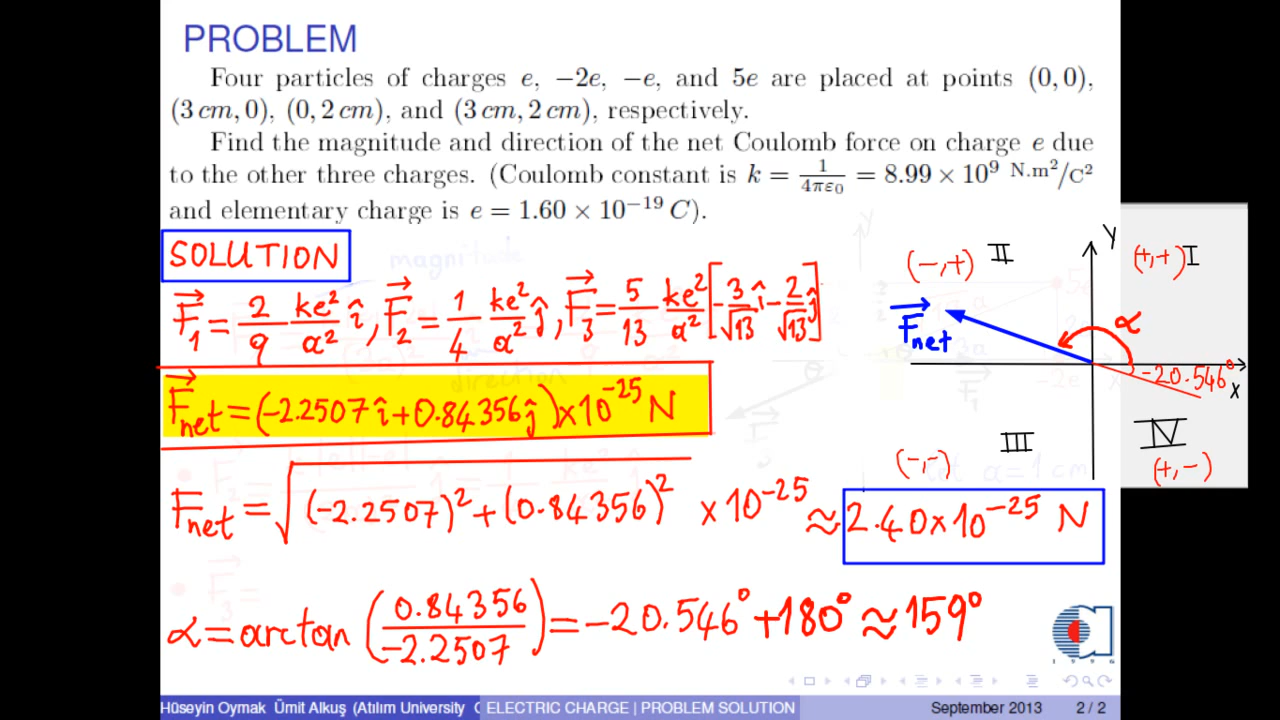 PROBLEM
Four particles of charges e, −2e, −e, and 5e are placed at points (0, 0),
(3 cm, 0), (0, 2 cm), and (3 cm, 2 cm), respectively.
Find the magnitude and direction of the net Coulomb force on charge e due
to the other three charges. (Coulomb constant is k = 1/4πε₀ = 8.99 × 10⁹ N.m²/C²
and elementary charge is e = 1.60 × 10⁻¹⁹ C).
SOLUTION
F⃗₁ = 2/9 ke²/a² î, F⃗₂ = 1/4 ke²/a² ĵ, F⃗₃ = 5/13 ke²/a² [−3/√13 î − 2/√13 ĵ]
F⃗net = (−2.2507 î + 0.84356 ĵ) × 10⁻²⁵ N
Fnet = √(−2.2507)² + (0.84356)² × 10⁻²⁵ ≈ 2.40 × 10⁻²⁵ N
α = arctan (0.84356/−2.2507) = −20.546° + 180° ≈ 159°
y
(−,+) II
(+,+) I
F⃗net
α
−20.546°
x
III
(−,−)
IV
(+,−)
magnitude
direction
Let a = 1 cm
1996
Hüseyin Oymak Ümit Alkuş (Atılım University
ELECTRIC CHARGE | PROBLEM SOLUTION
September 2013
2 / 2